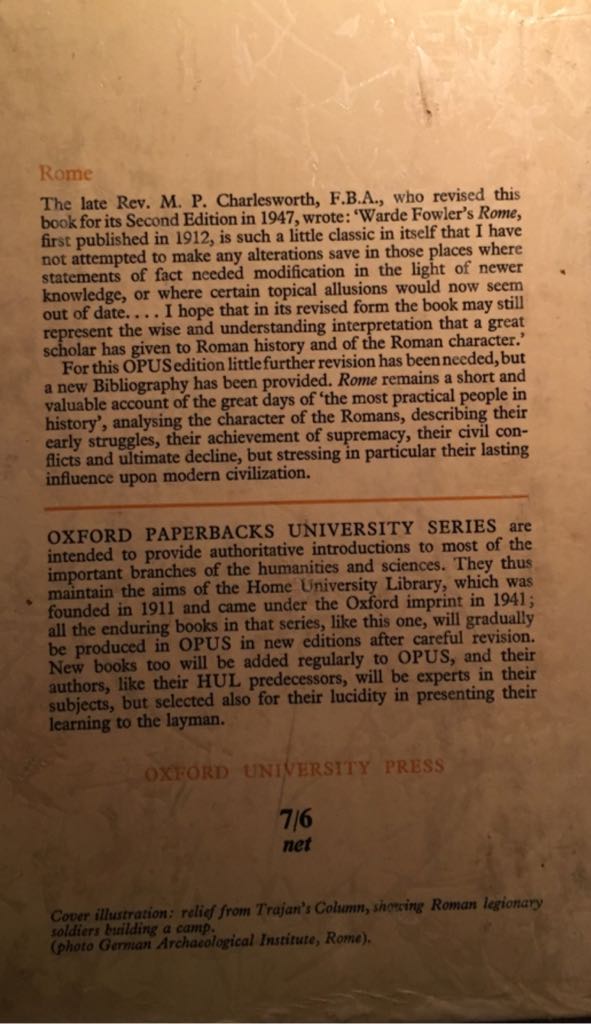 Rome
The late Rev. M. P. Charlesworth, F.B.A., who revised this
book for its Second Edition in 1947, wrote: 'Warde Fowler's Rome,
first published in 1912, is such a little classic in itself that I have
not attempted to make any alterations save in those places where
statements of fact needed modification in the light of newer
knowledge, or where certain topical allusions would now seem
out of date.... I hope that in its revised form the book may still
represent the wise and understanding interpretation that a great
scholar has given to Roman history and of the Roman character.'
For this OPUS edition little further revision has been needed, but
a new Bibliography has been provided. Rome remains a short and
valuable account of the great days of 'the most practical people in
history', analysing the character of the Romans, describing their
early struggles, their achievement of supremacy, their civil con-
flicts and ultimate decline, but stressing in particular their lasting
influence upon modern civilization.
OXFORD PAPERBACKS UNIVERSITY SERIES are
intended to provide authoritative introductions to most of the
important branches of the humanities and sciences. They thus
maintain the aims of the Home University Library, which was
founded in 1911 and came under the Oxford imprint in 1941;
all the enduring books in that series, like this one, will gradually
be produced in OPUS in new editions after careful revision.
New books too will be added regularly to OPUS, and their
authors, like their HUL predecessors, will be experts in their
subjects, but selected also for their lucidity in presenting their
learning to the layman.
OXFORD UNIVERSITY PRESS
7/6
net
Cover illustration: relief from Trajan's Column, showing Roman legionary
soldiers building a camp.
(photo German Archaeological Institute, Rome).